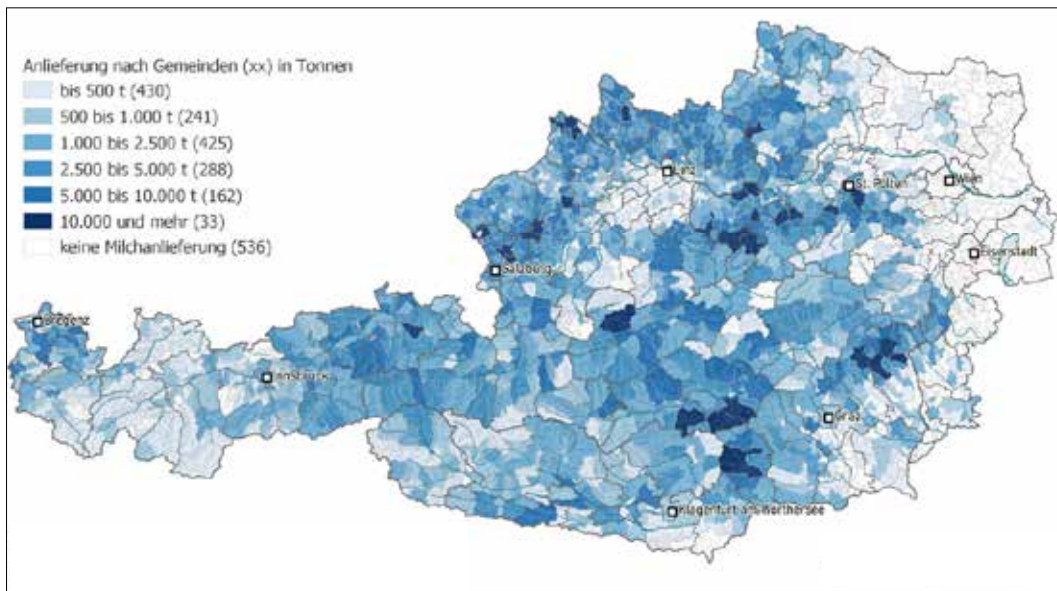 Anlieferung nach Gemeinden (xx) in Tonnen
bis 500 t (430)
500 bis 1.000 t (241)
1.000 bis 2.500 t (425)
2.500 bis 5.000 t (288)
5.000 bis 10.000 t (162)
10.000 und mehr (33)
keine Milchanlieferung (536)
Linz
St. Pölten
Wien
Eisenstadt
Salzburg
Bregenz
Innsbruck
Graz
Klagenfurt am Wörthersee